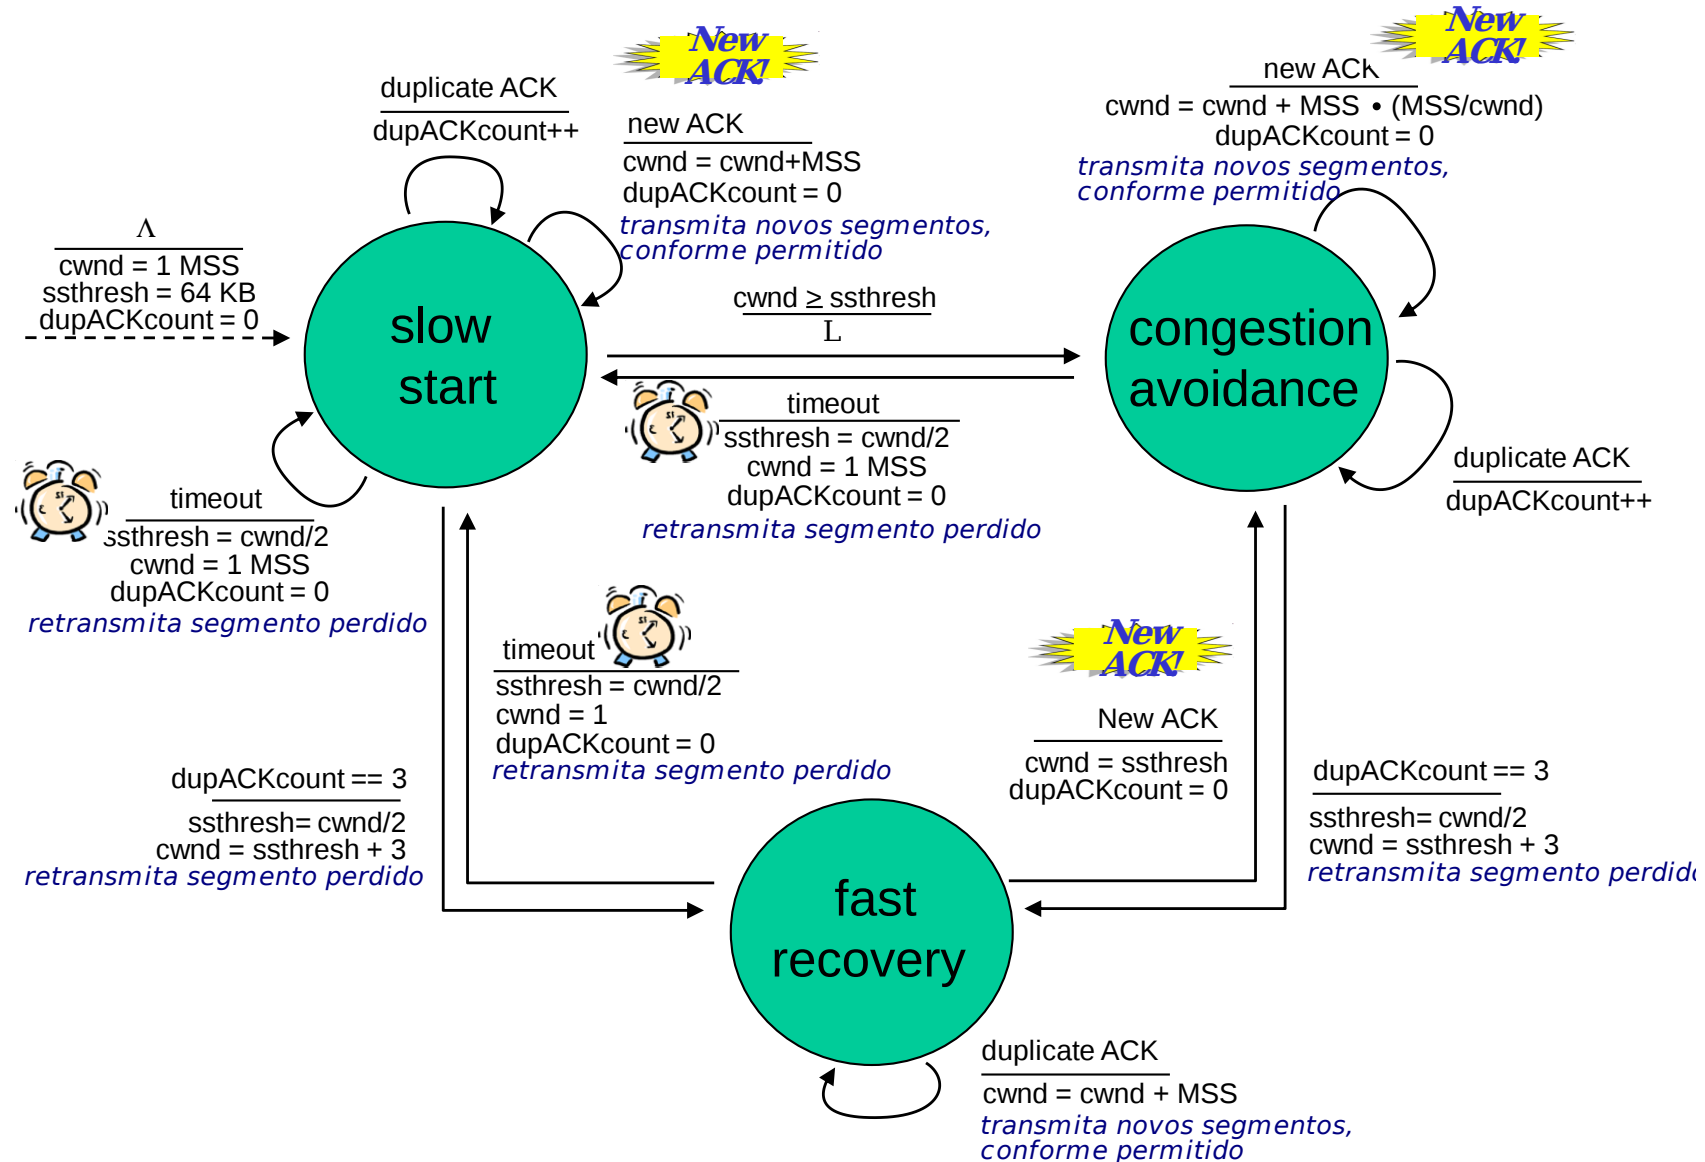 New
ACK!
duplicate ACK
dupACKcount++
new ACK
cwnd = cwnd+MSS
dupACKcount = 0
transmita novos segmentos,
conforme permitido
New
ACK!
new ACK
cwnd = cwnd + MSS • (MSS/cwnd)
dupACKcount = 0
transmita novos segmentos,
conforme permitido
Λ
cwnd = 1 MSS
ssthresh = 64 KB
dupACKcount = 0
slow
start
cwnd ≥ ssthresh
L
congestion
avoidance
timeout
ssthresh = cwnd/2
cwnd = 1 MSS
dupACKcount = 0
retransmita segmento perdido
duplicate ACK
dupACKcount++
timeout
ssthresh = cwnd/2
cwnd = 1 MSS
dupACKcount = 0
retransmita segmento perdido
timeout
ssthresh = cwnd/2
cwnd = 1
dupACKcount = 0
retransmita segmento perdido
New
ACK!
New ACK
cwnd = ssthresh
dupACKcount = 0
dupACKcount == 3
ssthresh= cwnd/2
cwnd = ssthresh + 3
retransmita segmento perdido
dupACKcount == 3
ssthresh= cwnd/2
cwnd = ssthresh + 3
retransmita segmento perdido
fast
recovery
duplicate ACK
cwnd = cwnd + MSS
transmita novos segmentos,
conforme permitido